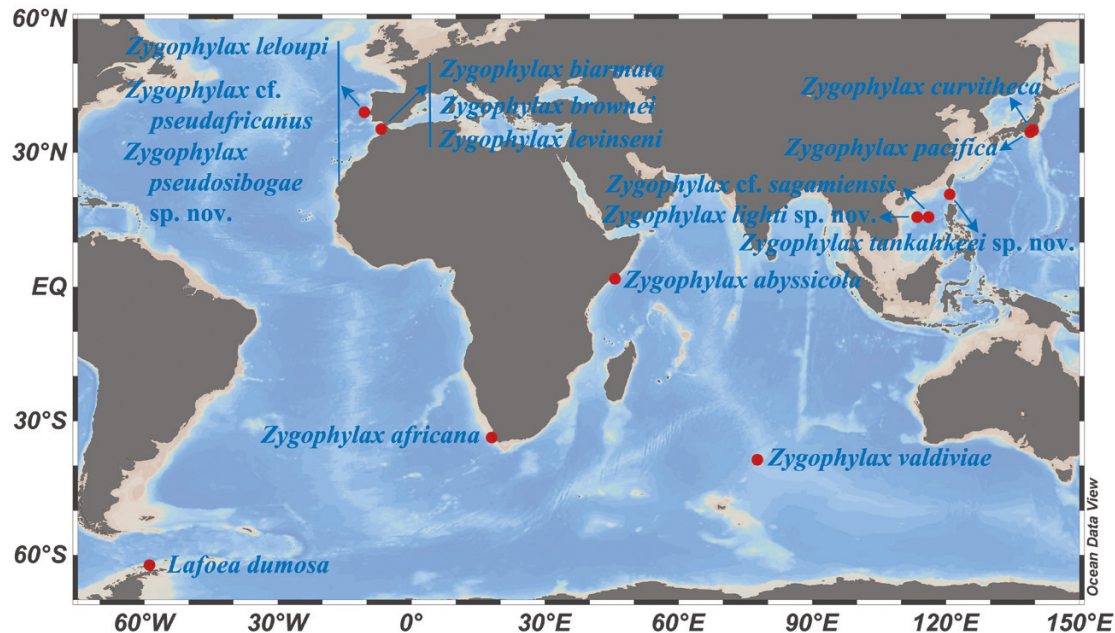 60°N
Zygophylax leloupi
Zygophylax cf.
pseudafricanus
Zygophylax
pseudosibogae
sp. nov.
Zygophylax biarmata
Zygophylax brownei
Zygophylax levinseni
Zygophylax curvitheca
30°N
Zygophylax pacifica
Zygophylax cf. sagamiensis
Zygophylax lighti sp. nov.
Zygophylax tankahkeei sp. nov.
EQ
Zygophylax abyssicola
30°S
Zygophylax africana
Zygophylax valdiviae
60°S
Lafoea dumosa
Ocean Data View
60°W
30°W
0°
30°E
60°E
90°E
120°E
150°E